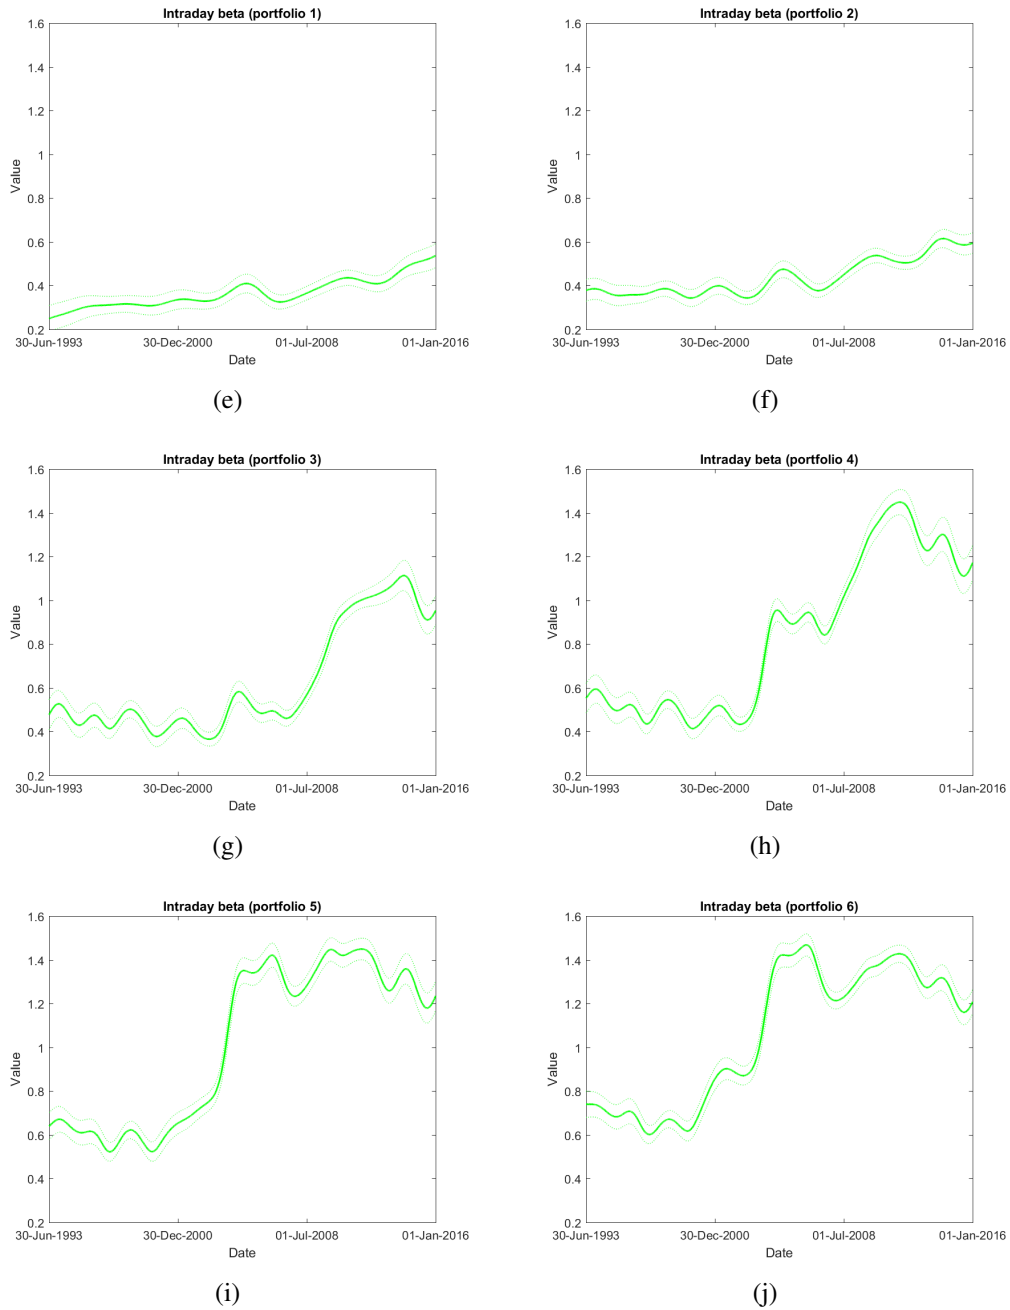 Intraday beta (portfolio 1)
1.6
1.4
1.2
1
0.8
0.6
0.4
0.2
Value
30-Jun-1993 30-Dec-2000 01-Jul-2008 01-Jan-2016
Date
(e)
Intraday beta (portfolio 2)
1.6
1.4
1.2
1
0.8
0.6
0.4
0.2
Value
30-Jun-1993 30-Dec-2000 01-Jul-2008 01-Jan-2016
Date
(f)
Intraday beta (portfolio 3)
1.6
1.4
1.2
1
0.8
0.6
0.4
0.2
Value
30-Jun-1993 30-Dec-2000 01-Jul-2008 01-Jan-2016
Date
(g)
Intraday beta (portfolio 4)
1.6
1.4
1.2
1
0.8
0.6
0.4
0.2
Value
30-Jun-1993 30-Dec-2000 01-Jul-2008 01-Jan-2016
Date
(h)
Intraday beta (portfolio 5)
1.6
1.4
1.2
1
0.8
0.6
0.4
0.2
Value
30-Jun-1993 30-Dec-2000 01-Jul-2008 01-Jan-2016
Date
(i)
Intraday beta (portfolio 6)
1.6
1.4
1.2
1
0.8
0.6
0.4
0.2
Value
30-Jun-1993 30-Dec-2000 01-Jul-2008 01-Jan-2016
Date
(j)